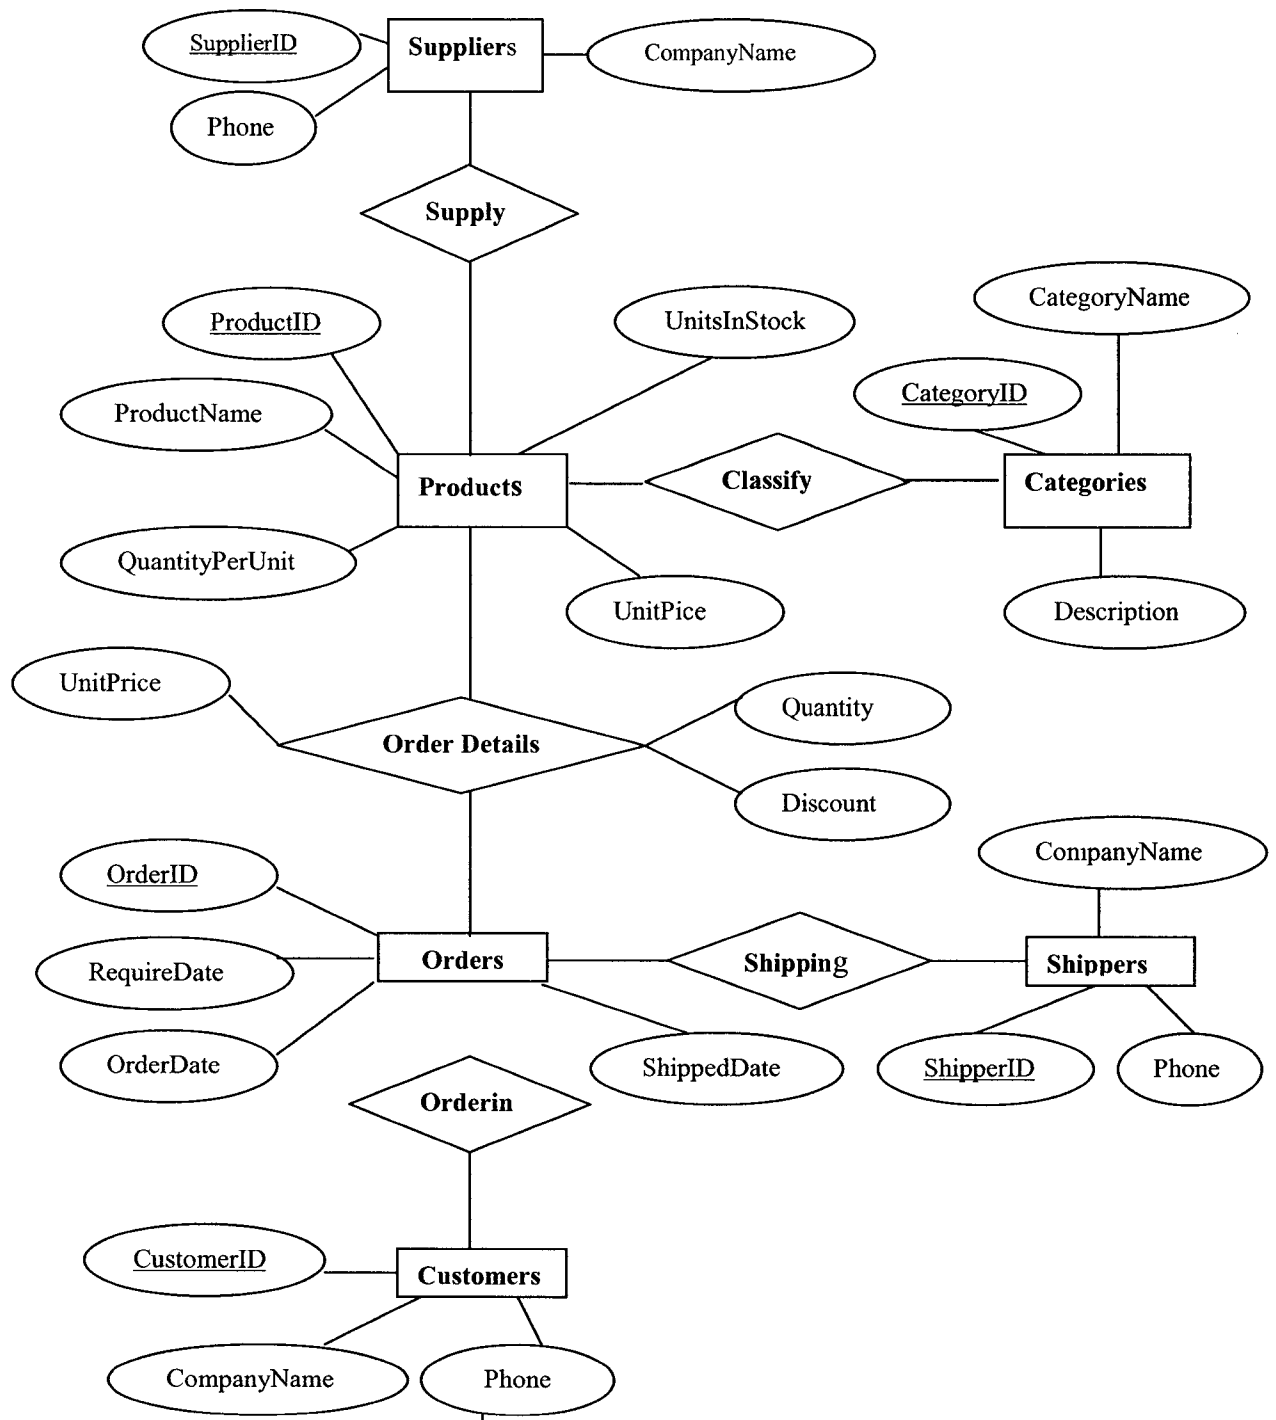 SupplierID
Suppliers
CompanyName
Phone
Supply
CategoryName
ProductID
UnitsInStock
CategoryID
ProductName
Products
Classify
Categories
QuantityPerUnit
UnitPice
Description
UnitPrice
Quantity
Order Details
Discount
CompanyName
OrderID
Orders
Shipping
Shippers
RequireDate
OrderDate
ShippedDate
ShipperID
Phone
Orderin
CustomerID
Customers
CompanyName
Phone